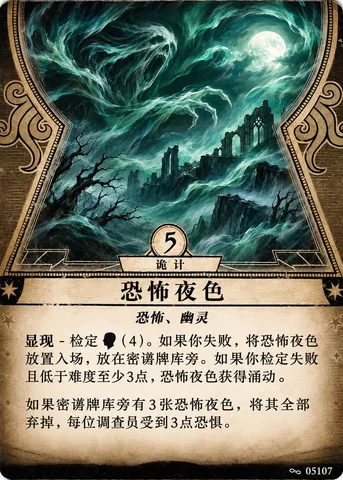 5
诡计
恐怖夜色
恐怖、幽灵
显现 - 检定 (4)。如果你失败，将恐怖夜色
放置入场，放在密谋牌库旁。如果你检定失败
且低于难度至少3点，恐怖夜色获得涌动。
如果密谋牌库旁有3张恐怖夜色，将其全部
弃掉，每位调查员受到3点恐惧。
05107